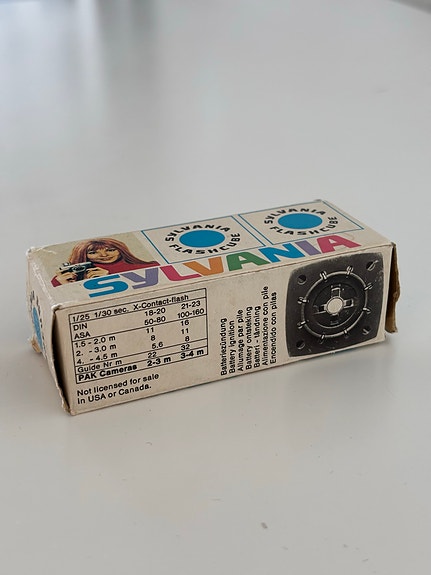 SYLVANIA
FLASHCUBE
SYLVANIA
FLASHCUBE
SYLVANIA
1/25 1/30 sec. X-Contact-flash
DIN 18-20 21-23
ASA 50-80 100-160
1.5 - 2.0 m 11 16
2. - 3.0 m 8 11
4. - 4.5 m 5.6 8
Guide Nr m 22 32
PAK Cameras 2-3 m 3-4 m
Not licensed for sale
in USA or Canada.
Batteriezündung
Battery ignition
Allumage par pile
Battery ontsteking
Batteri - tändning
Alimentazione con pile
Encendido con pilas